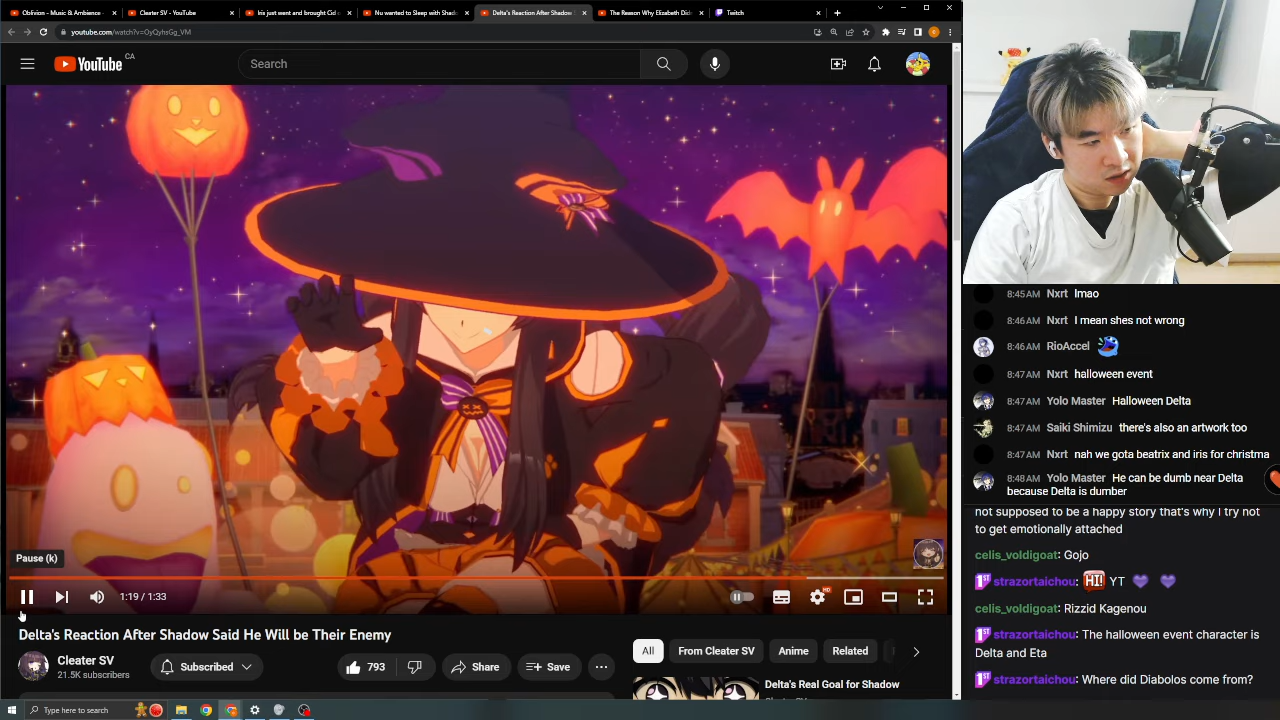 Oblivion - Music & Ambience
Cleater SV - YouTube
Iris just went and brought Cid
Nu wanted to Sleep with Shado
Delta's Reaction After Shadow
The Reason Why Elizabeth Did
Twitch
youtube.com/watch?v=OyQyhsGg_VM
YouTube CA
Search
8:45AM Nxrt lmao
8:46AM Nxrt I mean shes not wrong
8:46AM RioAccel
8:47AM Nxrt halloween event
8:47AM Yolo Master Halloween Delta
8:47AM Saiki Shimizu there's also an artwork too
8:47AM Nxrt nah we gota beatrix and iris for christma
8:48AM Yolo Master He can be dumb near Delta
because Delta is dumber
not supposed to be a happy story that's why I try not
to get emotionally attached
celis_voldigoat: Gojo
1ST strazortaichou: HI! YT
celis_voldigoat: Rizzid Kagenou
1ST strazortaichou: The halloween event character is
Delta and Eta
1ST strazortaichou: Where did Diabolos come from?
Pause (k)
1:19 / 1:33
HD
Delta's Reaction After Shadow Said He Will be Their Enemy
Cleater SV
21.5K subscribers
Subscribed
793
Share
Save
All
From Cleater SV
Anime
Related
Delta's Real Goal for Shadow
Type here to search